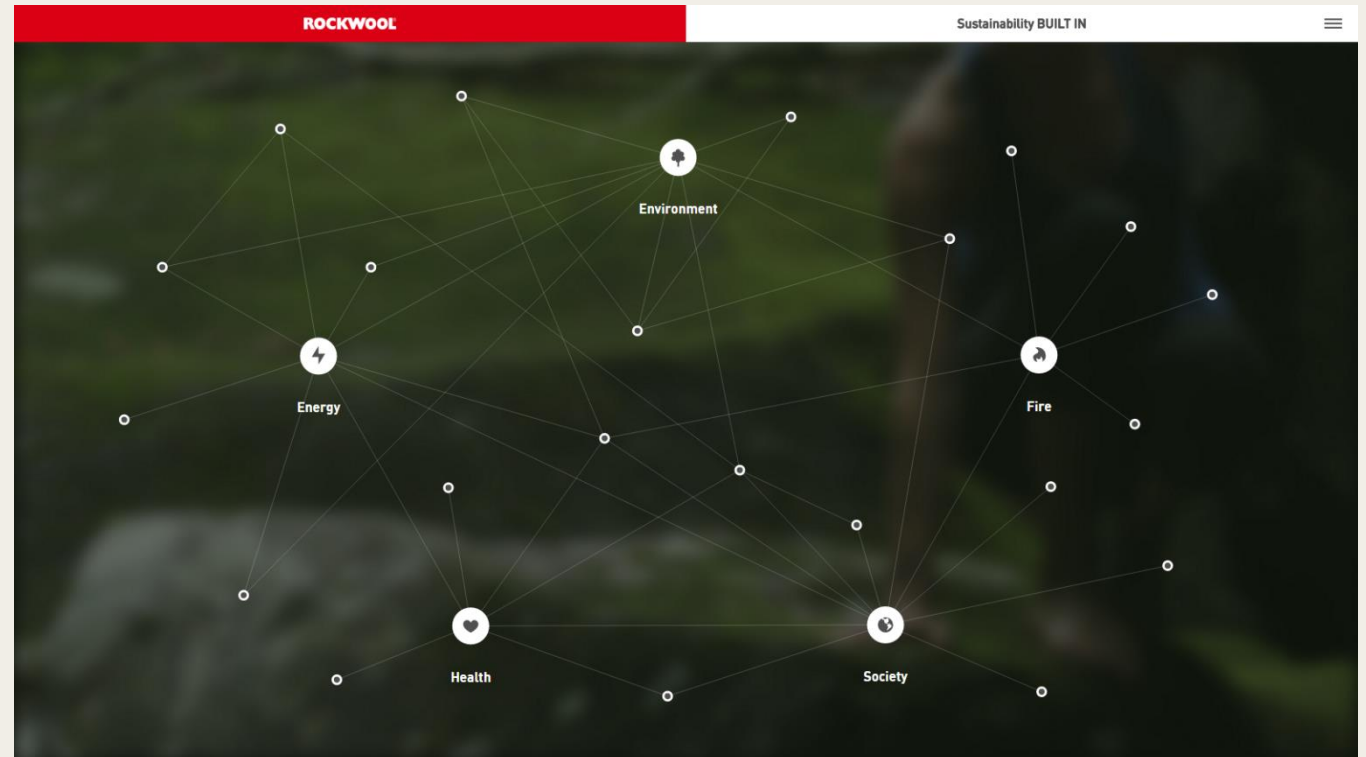 ROCKWOOL
Sustainability BUILT IN
Environment
Energy
Fire
Health
Society